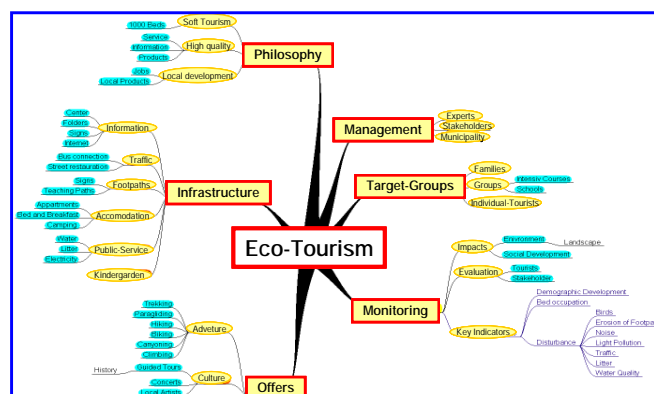 Eco-Tourism
Philosophy
Soft Tourism
1000 Beds
High quality
Service
Information
Products
Local development
Jobs
Local Products
Management
Experts
Stakeholders
Municipality
Target-Groups
Families
Groups
Intensiv Courses
Schools
Individual-Tourists
Infrastructure
Information
Center
Folders
Signs
Internet
Traffic
Bus connection
Street restauration
Footpaths
Signs
Teaching Paths
Accomodation
Appartments
Bed and Breakfast
Camping
Public-Service
Water
Litter
Electricity
Kindergarden
Monitoring
Impacts
Environment
Landscape
Social Development
Evaluation
Tourists
Stakeholder
Key Indicators
Demographic Development
Bed occupation
Disturbance
Birds
Erosion of Footpa
Noise
Light Pollution
Traffic
Litter
Water Quality
Offers
Adveture
Trekking
Paragliding
Hiking
Biking
Canyoning
Climbing
Culture
Guided Tours
History
Concerts
Local Artists